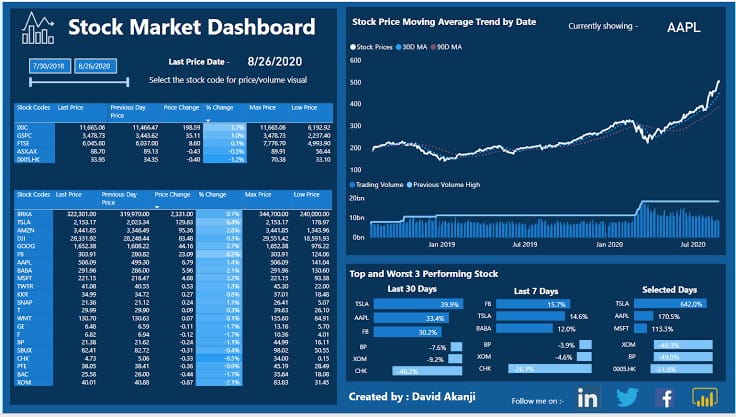 Stock Market Dashboard
Last Price Date - 8/26/2020
7/30/2018 8/26/2020
Select the stock code for price/volume visual
Stock Codes Last Price Previous Day Price Price Change % Change Max Price Low Price
IXIC 11,665.06 11,466.47 198.59 1.7% 11,665.06 6,192.92
GSPC 3,478.73 3,443.62 35.11 1.0% 3,478.73 2,237.40
FTSE 6,045.60 6,037.00 8.60 0.1% 7,776.70 4,993.90
ASX.AX 88.70 89.13 -0.43 -0.5% 89.91 56.44
0005.HK 33.95 34.35 -0.40 -1.2% 70.38 33.10
Stock Codes Last Price Previous Day Price Price Change % Change Max Price Low Price
BRKA 322,301.00 319,970.00 2,331.00 0.7% 344,700.00 240,000.00
TSLA 2,153.17 2,023.34 129.83 6.4% 2,153.17 178.97
AMZN 3,441.85 3,346.49 95.36 2.8% 3,441.85 1,343.96
DJI 28,331.92 28,248.44 83.48 0.3% 29,551.42 18,591.93
GOOG 1,652.38 1,608.22 44.16 2.7% 1,652.38 976.22
FB 303.91 280.82 23.09 8.2% 303.91 124.06
AAPL 506.09 499.30 6.79 1.4% 506.09 141.04
BABA 291.96 286.00 5.96 2.1% 291.96 130.60
MSFT 221.15 216.47 4.68 2.2% 221.15 93.38
TWTR 41.08 40.55 0.53 1.3% 45.30 22.00
KKR 34.99 34.72 0.27 0.8% 37.01 18.48
SNAP 21.36 21.12 0.24 1.1% 26.41 5.07
T 29.99 29.90 0.09 0.3% 39.63 26.10
WMT 130.70 130.63 0.07 0.1% 135.60 84.91
GE 6.48 6.59 -0.11 -1.7% 13.16 5.70
F 6.82 6.94 -0.12 -1.7% 10.36 4.01
BP 21.38 21.62 -0.24 -1.1% 44.99 16.11
SBUX 82.41 82.72 -0.31 -0.4% 98.02 50.55
CHK 4.73 5.06 -0.33 -6.5% 34.00 0.15
PFE 38.05 38.41 -0.36 -0.9% 45.19 28.49
BAC 25.56 26.00 -0.44 -1.7% 35.64 18.08
XOM 40.01 40.88 -0.87 -2.1% 83.83 31.45
Stock Price Moving Average Trend by Date
Currently showing - AAPL
Stock Prices 30D MA 90D MA
600
500
400
300
200
100
Trading Volume Previous Volume High
20bn
10bn
0bn
Jan 2019 Jul 2019 Jan 2020 Jul 2020
Top and Worst 3 Performing Stock
Last 30 Days Last 7 Days Selected Days
TSLA 39.9% FB 15.7% TSLA 642.0%
AAPL 33.4% TSLA 14.6% AAPL 170.5%
FB 30.2% BABA 12.0% MSFT 113.3%
BP -7.6% BP -3.9% XOM -48.9%
XOM -9.2% XOM -4.6% BP -49.0%
CHK -46.2% CHK 0005.HK -51.8%
Created by : David Akanji
Follow me on :-
in
f